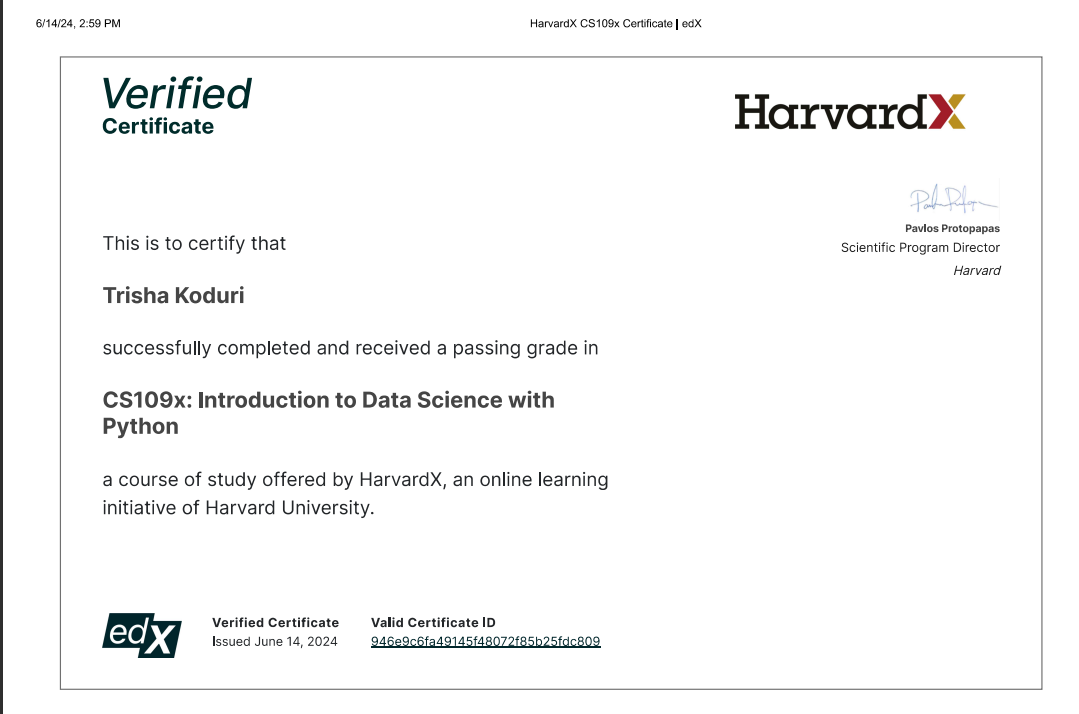 6/14/24, 2:59 PM HarvardX CS109x Certificate | edX
Verified
Certificate
HarvardX
Pavlos Protopapas
Scientific Program Director
Harvard
This is to certify that
Trisha Koduri
successfully completed and received a passing grade in
CS109x: Introduction to Data Science with
Python
a course of study offered by HarvardX, an online learning
initiative of Harvard University.
edX
Verified Certificate Valid Certificate ID
Issued June 14, 2024 946e9c6fa49145f48072f85b25fdc809